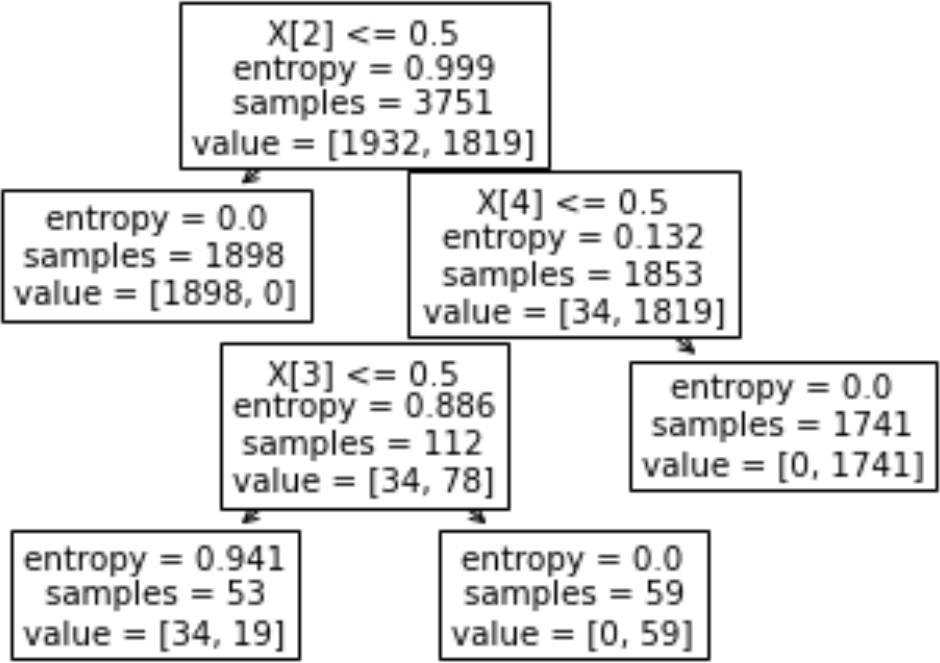 X[2] <= 0.5
entropy = 0.999
samples = 3751
value = [1932, 1819]
entropy = 0.0
samples = 1898
value = [1898, 0]
X[4] <= 0.5
entropy = 0.132
samples = 1853
value = [34, 1819]
X[3] <= 0.5
entropy = 0.886
samples = 112
value = [34, 78]
entropy = 0.0
samples = 1741
value = [0, 1741]
entropy = 0.941
samples = 53
value = [34, 19]
entropy = 0.0
samples = 59
value = [0, 59]